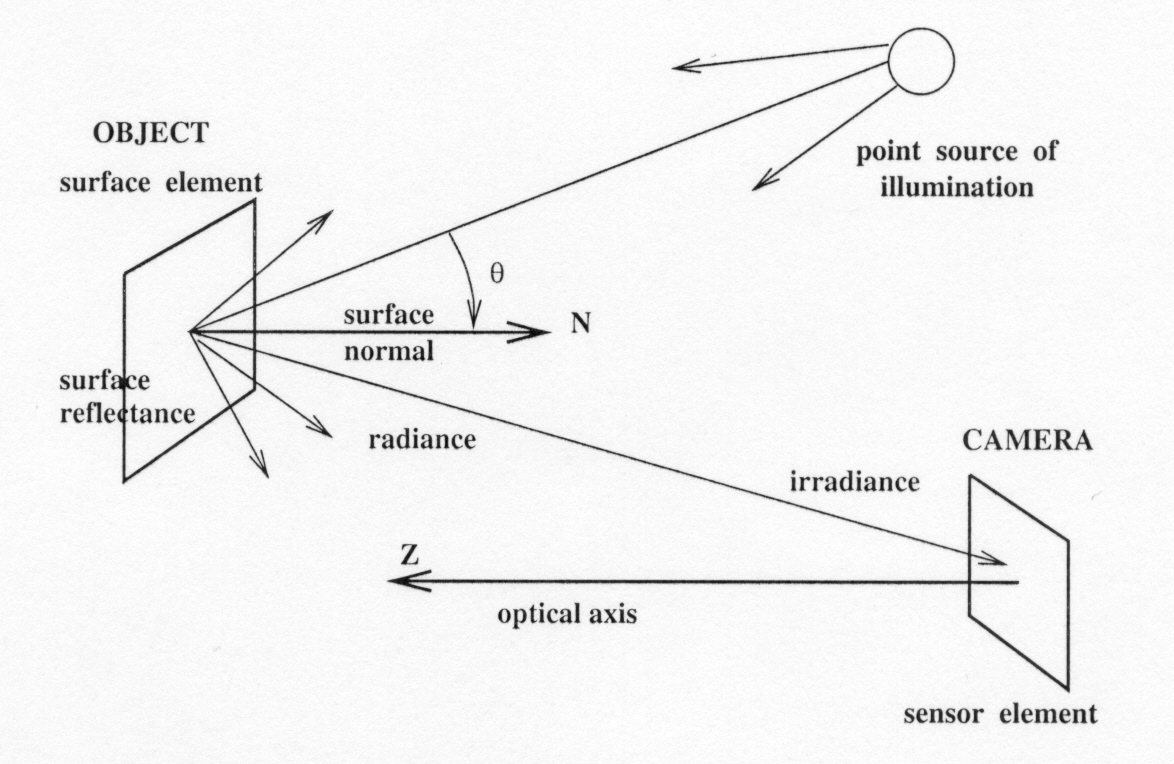 OBJECT
surface element
point source of
illumination
θ
surface
normal
N
surface
reflectance
radiance
CAMERA
irradiance
Z
optical axis
sensor element